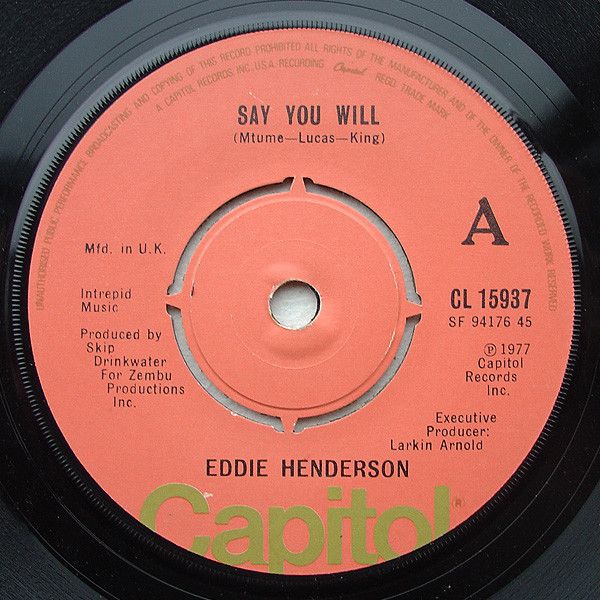 UNAUTHORISED PUBLIC PERFORMANCE BROADCASTING AND COPYING OF THIS RECORD PROHIBITED ALL RIGHTS OF THE MANUFACTURER AND OF THE OWNER OF THE RECORDED WORK RESERVED
A CAPITOL RECORDS INC. U.S.A. RECORDING Capitol REGD. TRADE MARK
SAY YOU WILL
(Mtume—Lucas—King)
A
Mfd. in U.K.
Intrepid
Music
Produced by
Skip
Drinkwater
For Zembu
Productions
Inc.
CL 15937
SF 94176 45
℗ 1977
Capitol
Records
Inc.
Executive
Producer:
Larkin Arnold
EDDIE HENDERSON
Capitol®